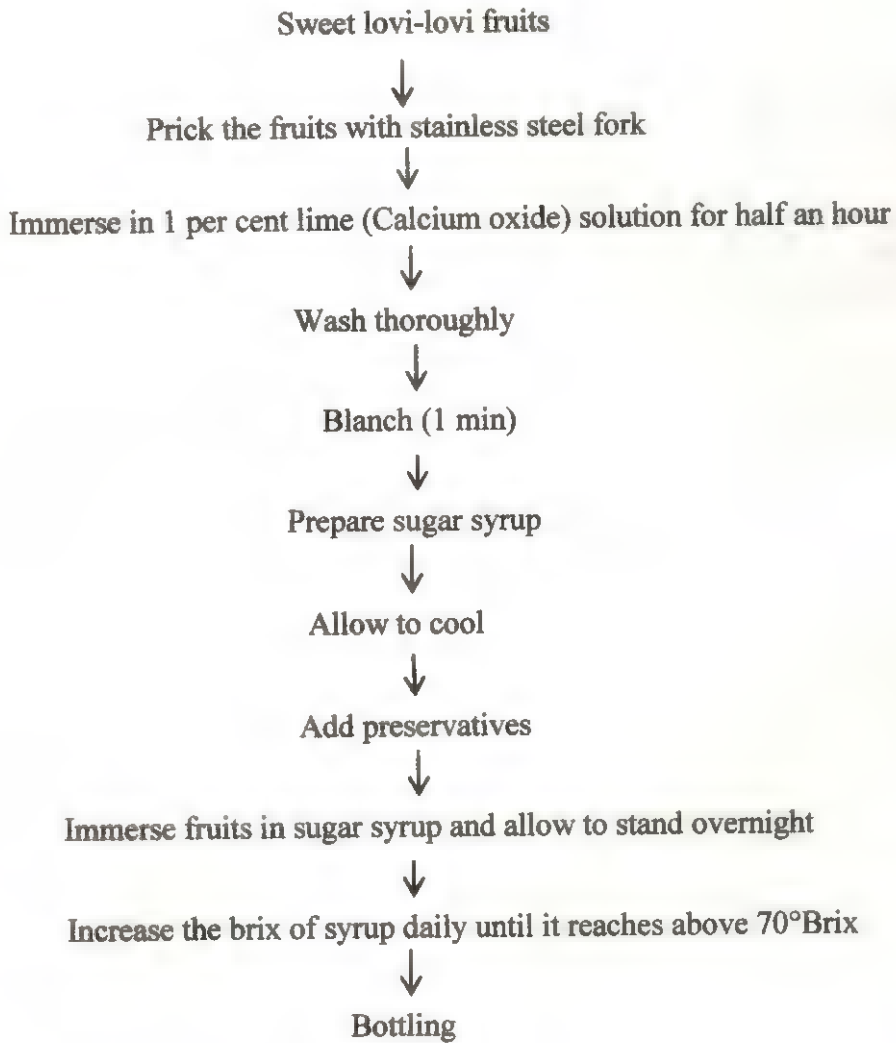 Sweet lovi-lovi fruits
Prick the fruits with stainless steel fork
Immerse in 1 per cent lime (Calcium oxide) solution for half an hour
Wash thoroughly
Blanch (1 min)
Prepare sugar syrup
Allow to cool
Add preservatives
Immerse fruits in sugar syrup and allow to stand overnight
Increase the brix of syrup daily until it reaches above 70°Brix
Bottling